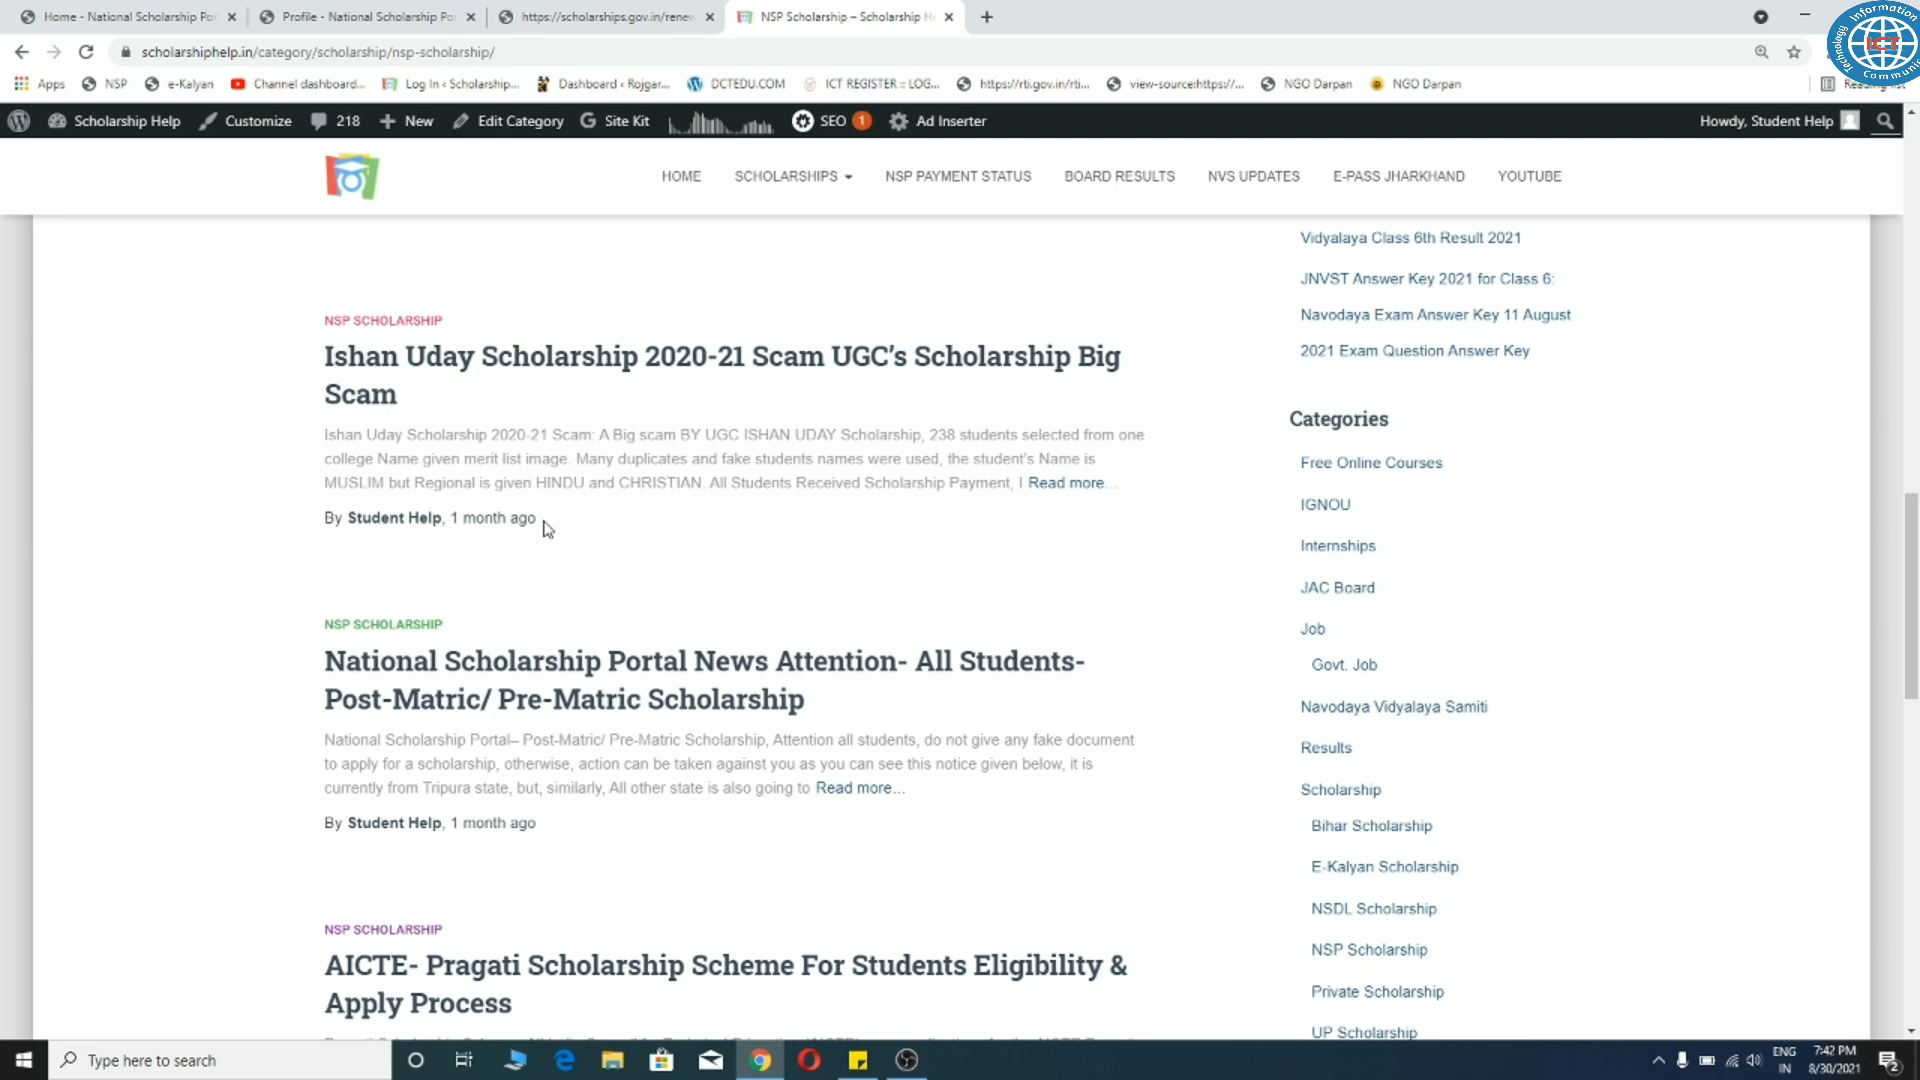 Home - National Scholarship Por
Profile - National Scholarship Po
https://scholarships.gov.in/renew
NSP Scholarship – Scholarship H
scholarshiphelp.in/category/scholarship/nsp-scholarship/
Apps
NSP
e-Kalyan
Channel dashboard...
Log In ‹ Scholarship...
Dashboard ‹ Rojgar...
DCTEDU.COM
ICT REGISTER :: LOG...
https://rti.gov.in/rti...
view-source:https://...
NGO Darpan
NGO Darpan
Reading list
Information
Technology
ICT
Scholarship Help
Customize
218
New
Edit Category
Site Kit
SEO 1
Ad Inserter
Howdy, Student Help
HOME
SCHOLARSHIPS
NSP PAYMENT STATUS
BOARD RESULTS
NVS UPDATES
E-PASS JHARKHAND
YOUTUBE
NSP SCHOLARSHIP
Ishan Uday Scholarship 2020-21 Scam UGC's Scholarship Big
Scam
Ishan Uday Scholarship 2020-21 Scam: A Big scam BY UGC ISHAN UDAY Scholarship, 238 students selected from one
college Name given merit list image. Many duplicates and fake students names were used, the student's Name is
MUSLIM but Regional is given HINDU and CHRISTIAN. All Students Received Scholarship Payment, I Read more…
By Student Help, 1 month ago
NSP SCHOLARSHIP
National Scholarship Portal News Attention- All Students-
Post-Matric/ Pre-Matric Scholarship
National Scholarship Portal– Post-Matric/ Pre-Matric Scholarship, Attention all students, do not give any fake document
to apply for a scholarship, otherwise, action can be taken against you as you can see this notice given below, it is
currently from Tripura state, but, similarly, All other state is also going to Read more…
By Student Help, 1 month ago
NSP SCHOLARSHIP
AICTE- Pragati Scholarship Scheme For Students Eligibility &
Apply Process
Vidyalaya Class 6th Result 2021
JNVST Answer Key 2021 for Class 6:
Navodaya Exam Answer Key 11 August
2021 Exam Question Answer Key
Categories
Free Online Courses
IGNOU
Internships
JAC Board
Job
Govt. Job
Navodaya Vidyalaya Samiti
Results
Scholarship
Bihar Scholarship
E-Kalyan Scholarship
NSDL Scholarship
NSP Scholarship
Private Scholarship
UP Scholarship
Type here to search
ENG
IN
7:42 PM
8/30/2021
2